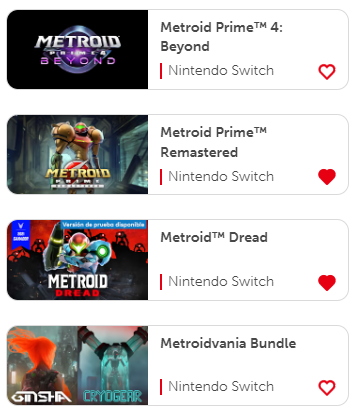 METROID
PRIME 4
BEYOND
Metroid Prime™ 4:
Beyond
Nintendo Switch
METROID
PRIME
REMASTERED
Metroid Prime™
Remastered
Nintendo Switch
Versión de prueba disponible
METROID
DREAD
Metroid™ Dread
Nintendo Switch
GINSHA
CRYOGEAR
Metroidvania Bundle
Nintendo Switch